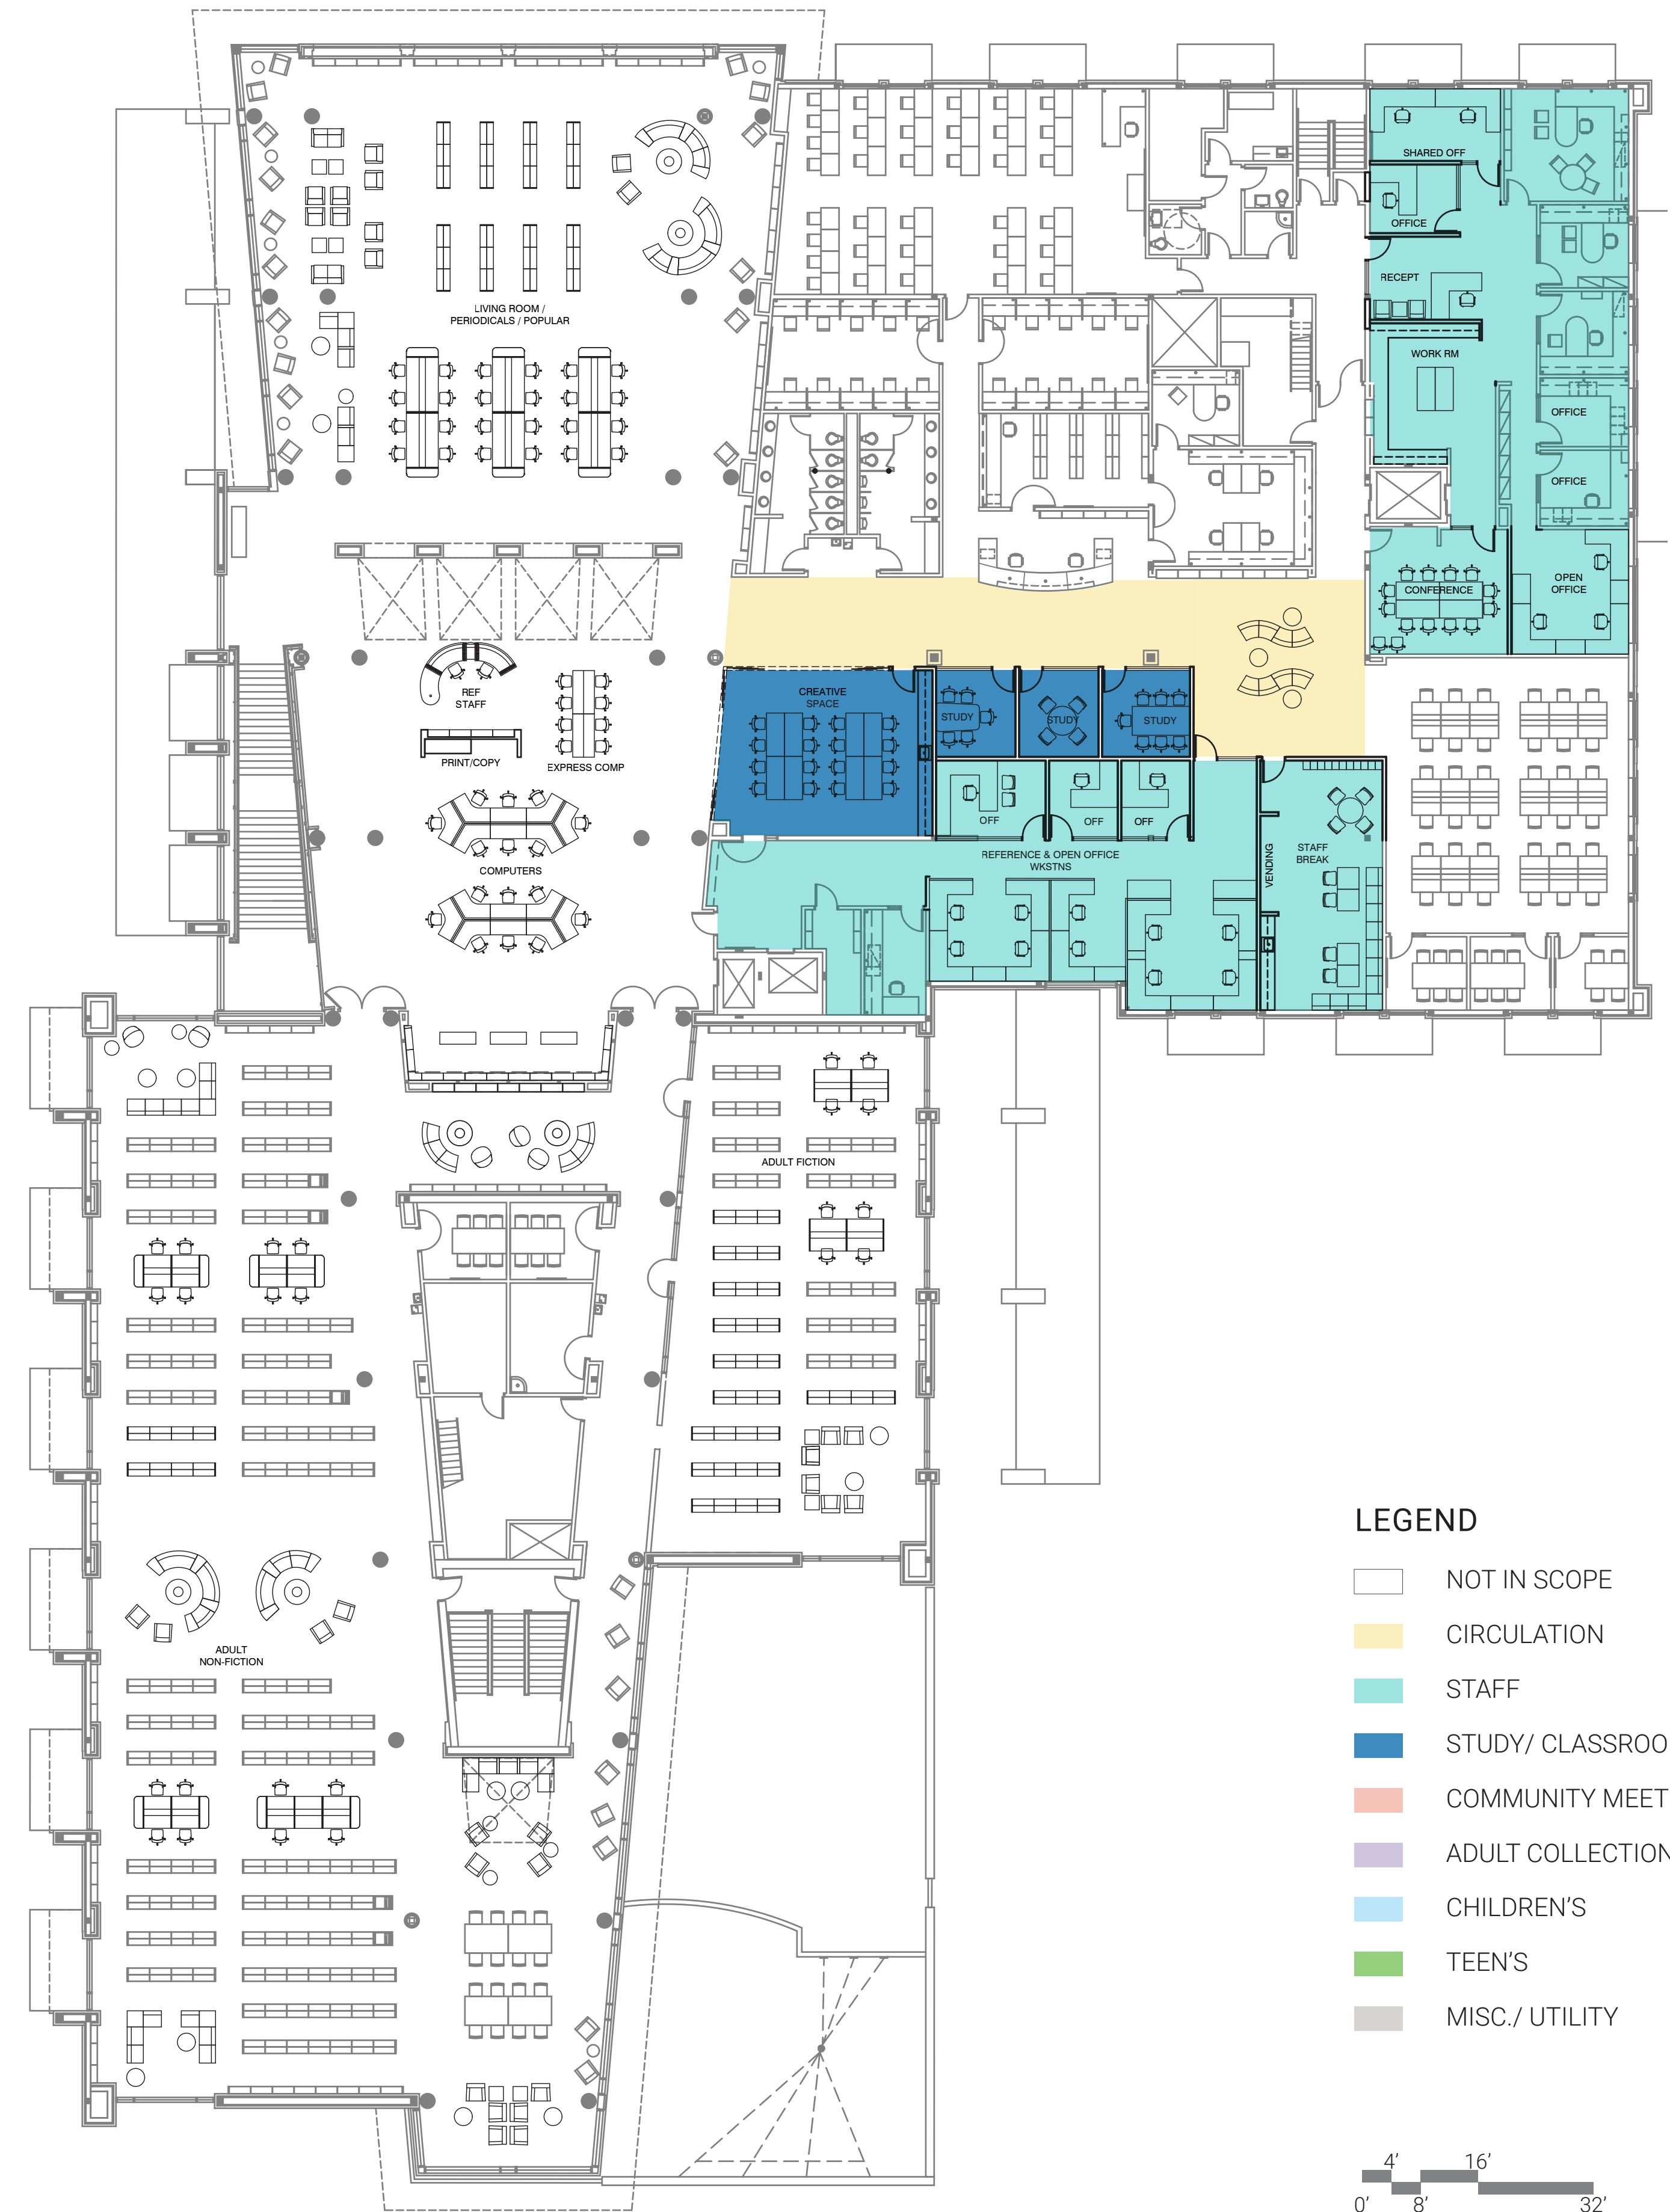 SHARED OFF
OFFICE
RECEPT
LIVING ROOM /
PERIODICALS / POPULAR
WORK RM
OFFICE
OFFICE
OPEN
OFFICE
CONFERENCE
REF
STAFF
CREATIVE
SPACE
STUDY
STUDY
STUDY
PRINT/COPY
EXPRESS COMP
OFF
OFF
OFF
REFERENCE & OPEN OFFICE
WKSTNS
VENDING
STAFF
BREAK
COMPUTERS
ADULT FICTION
ADULT
NON-FICTION
LEGEND
NOT IN SCOPE
CIRCULATION
STAFF
STUDY/ CLASSROO
COMMUNITY MEET
ADULT COLLECTION
CHILDREN'S
TEEN'S
MISC./ UTILITY
4' 16'
0' 8' 32'